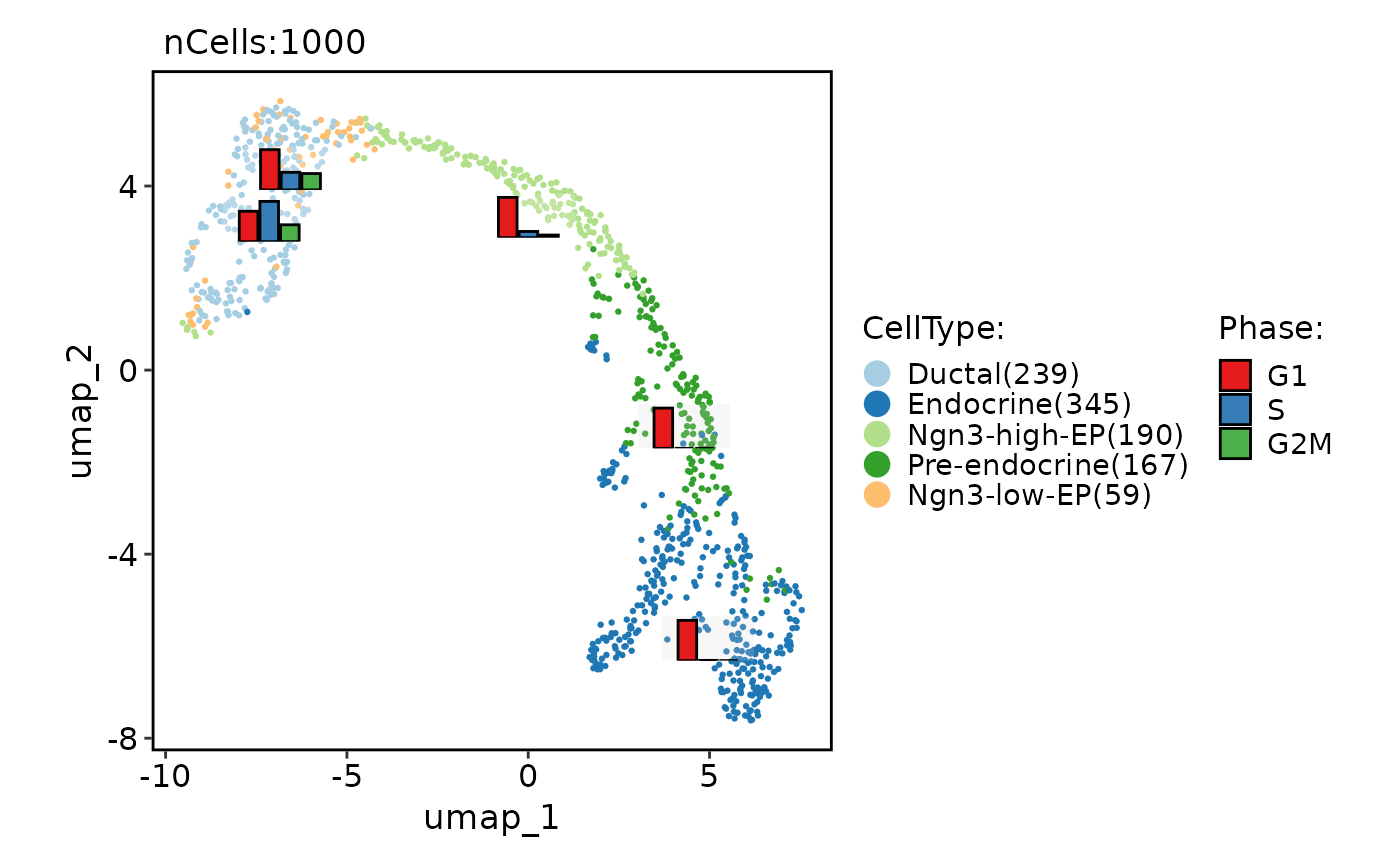 nCells:1000
4
0
-4
-8
-10
-5
0
5
umap_1
umap_2
CellType:
Ductal(239)
Endocrine(345)
Ngn3-high-EP(190)
Pre-endocrine(167)
Ngn3-low-EP(59)
Phase:
G1
S
G2M